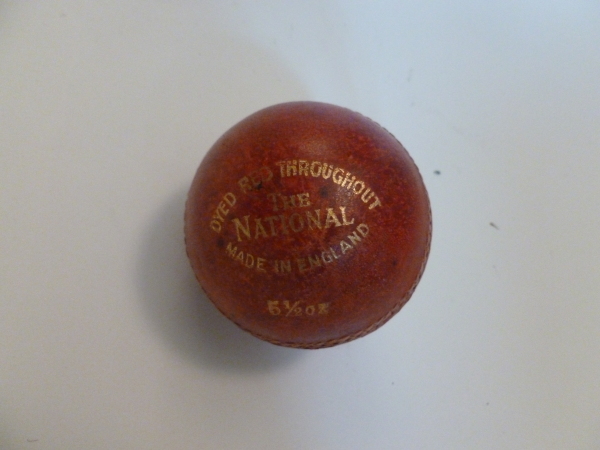 DYED RED THROUGHOUT
THE
NATIONAL
MADE IN ENGLAND
5½oz